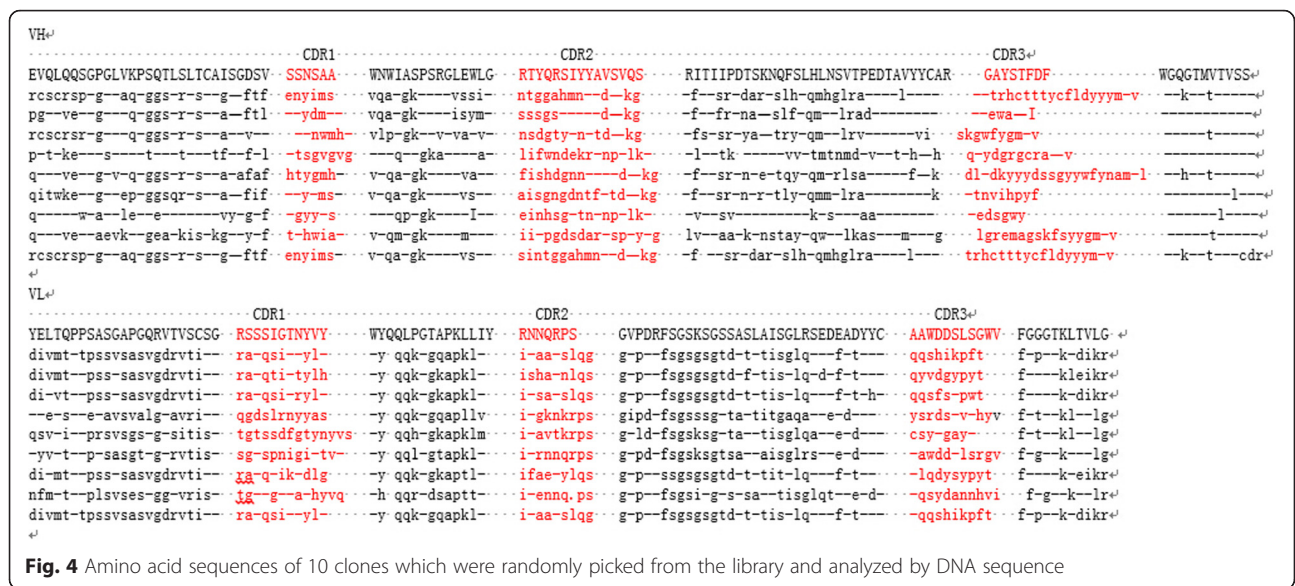 VH↵
CDR1 CDR2 CDR3↵
EVQLQQSGPGLVKPSQTLSLTCAISGDSV SSNSAA WNWIASPSRGLEWLG RTYQRSIYYAVSVQS RITIIPDTSKNQFSLHLNSVTPEDTAVYYCAR GAYSTFDF WGQGTMVTVSS↵
rcscrsp-g---aq-ggs-r-s--g—ftf enyims vqa-gk----vssi ntggahmn--d—kg -f--sr-dar-slh-qmhglra----l---- --trhctttycfldyyym-v --k--t-----↵
pg--ve---g-v-q-ggs-r-s--a—ftl --ydm- vqa-gk---isym- sssgs-----d-kg -f--fr-na—slf-qm--lrad-------- --ewa—I -----------↵
rcscrsr-g---q-ggs-r-s--a--v-- --nwmh- vlp-gk--v-va-v- nsdgty-n-td-kg- -fs-sr-ya—try-qm--lrv------vi skgwfygm-v ------t----↵
p-t-ke---s----t---t---tf--f-l -tsgvgvg ---q--gka----a- lifwndekr-np-lk- -l--tk -----vv-tmtnmd-v--t-h—h q-ydgrgcra—v -----------↵
q---ve--gv-q-ggs-r-s-afaf htygmh v-qa-gk----va-- fishdgnn----d-kg -f--sr-n-e-tqy-qm-rlsa-----f—k dl-dkyyydssgyywfynam-l --h--t-----↵
qitwke--g--ep-ggsqr-s--a—fif --y-ms v-qa-gk----vs-- aisgngdntf-td-kg -f--sr-n-r-tly-qmm-lra-------k -tnvihpyf- --------l---↵
q-----w-a--le--e-----vy-g-f -gyy-s ---qp-gk----I-- einhsg-tn-np-lk- -v--sv------k-s---aa-------- -edsgwy ------l----↵
q---ve--aevk--gea-kis-kg--y-f t-hwia- v-qm-gk---m--- ii-pgdsdar-sp-y-g lv--aa-k-nstay-qw--lkas---m---g lgremagskfsyygm-v ------t-----↵
rcscrsp-g---aq-ggs-r-s--g—ftf enyims v-qa-gk----vs-- sintggahmn--d—kg -f --sr-dar-slh-qmhglra----l---- trhctttycfldyyym-v --k--t---cdr↵
↵
VL↵
CDR1 CDR2 CDR3↵
YELTQPPSASGAPGQRVTVSCSG RSSSIGTNYVY WYQQLPGTAPKLLIY RNNQRPS GVPDRFSGSKSGSSASLAISGLRSEDEADYYC AAWDDSLSGWV FGGGTKLTVLG ↵
divmt-tpssvsasvgdrvti-- ra-qsi--yl- -y qqk-gqapkl- i-aa-slqg g-p--fsgsgsgtd-t-tisglq---f-t--- qqshikpft f-p--k-dikr↵
divmt--pss-sasvgdrvti-- ra-qti-tylh -y qqk-gkapkl- isha-nlqs g-p--fsgsgsgtd-f-tis-lq-d-f-t--- qyvdgypyt f----kleikr↵
di-vt--pss-sasvgdrvti-- ra-qsi-ryl- -y qqk-gkapkl- i-sa-slqs g-p--fsgsgsgtd-f-tis-lq---f-t-h- qqsfs-pwt f----k-dikr↵
--e-s--e-avsvalg-avri-- qgdslrnyyas -y qqk-gqapllv i-gknkrps gipd-fsgsssg-ta-titgaqa--e-d---- ysrds-v-hyv f-t--kl--lg↵
qsv-i--prsvsgs-g-sitis- tgtssdfgtynyvs -y qqh-gkapklm i-avtkrps g-ld-fsgsksg-ta--tisglqa--e-d--- csy-gay- f-t--kl--lg↵
-yv-t--p-sasgt-g-rvtis- sg-spnigi-tv- -y qql-gtapkl- i-rnnqrps g-pd-fsgsksgtsa--aisglrs--e-d---- -awdd-lsrgv f-g--k---lg↵
di-mt--pss-sasvgdrvti-- ra-q-ik-dlg -y qqk-gkaptl- ifae-ylqs g-p--fsgsgsgtd-t-tit-lq---f-t--- -lqdysypyt f----k-eikr↵
nfm-t--plsvses-gg-vris- tg--g--a-hyvq -h qqr-dsaptt- i-ennq.ps g-p--fsgsi-g-s-sa--tisglqt--e-d- -qsydannhvi f-g--k--lr↵
divmt-tpssvsasvgdrvti-- ra-qsi--yl- -y qqk-gqapkl- i-aa-slqg g-p--fsgsgsgtd-t-tis-lq---f-t--- -qqshikpft f-p--k-dikr↵
↵
Fig. 4 Amino acid sequences of 10 clones which were randomly picked from the library and analyzed by DNA sequence